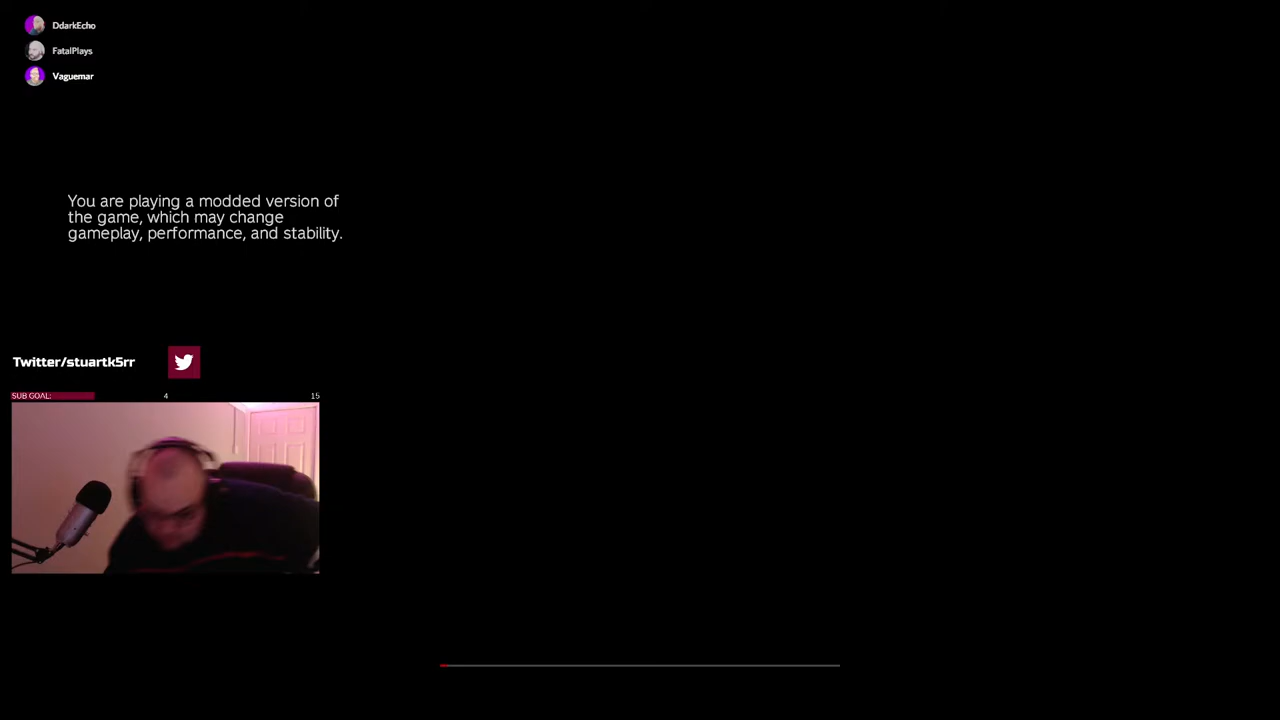 DdarkEcho
FatalPlays
Vaguemar
You are playing a modded version of
the game, which may change
gameplay, performance, and stability.
Twitter/stuartk5rr
SUB GOAL: 4 15